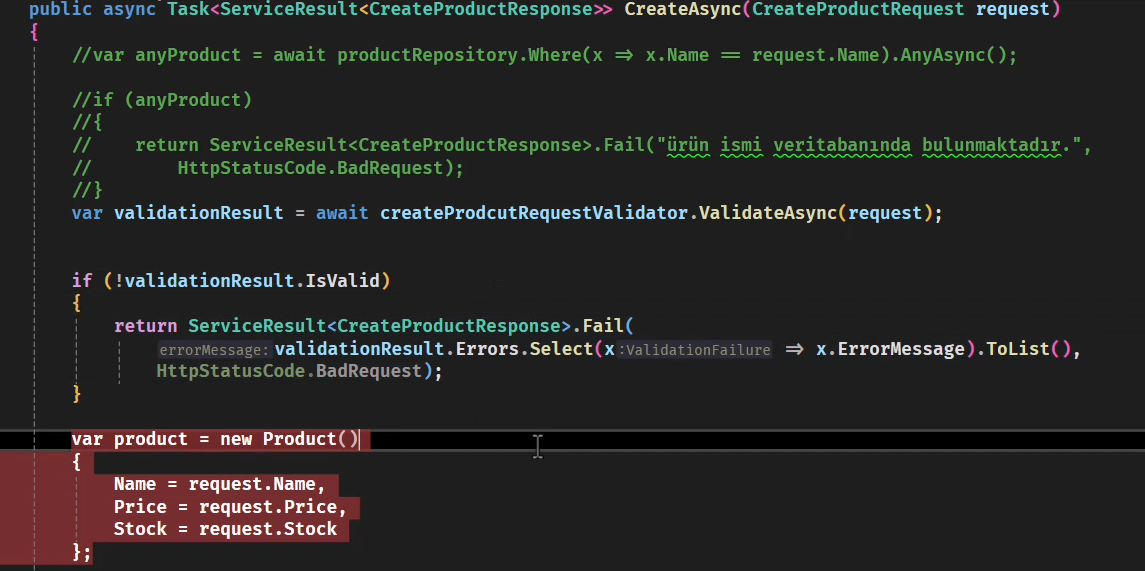 public async Task<ServiceResult<CreateProductResponse>> CreateAsync(CreateProductRequest request)
{
//var anyProduct = await productRepository.Where(x => x.Name == request.Name).AnyAsync();
//if (anyProduct)
//{
//    return ServiceResult<CreateProductResponse>.Fail("ürün ismi veritabanında bulunmaktadır.",
//        HttpStatusCode.BadRequest);
//}
var validationResult = await createProdcutRequestValidator.ValidateAsync(request);
if (!validationResult.IsValid)
{
return ServiceResult<CreateProductResponse>.Fail(
errorMessage: validationResult.Errors.Select(x :ValidationFailure => x.ErrorMessage).ToList(),
HttpStatusCode.BadRequest);
}
var product = new Product()
{
Name = request.Name,
Price = request.Price,
Stock = request.Stock
};